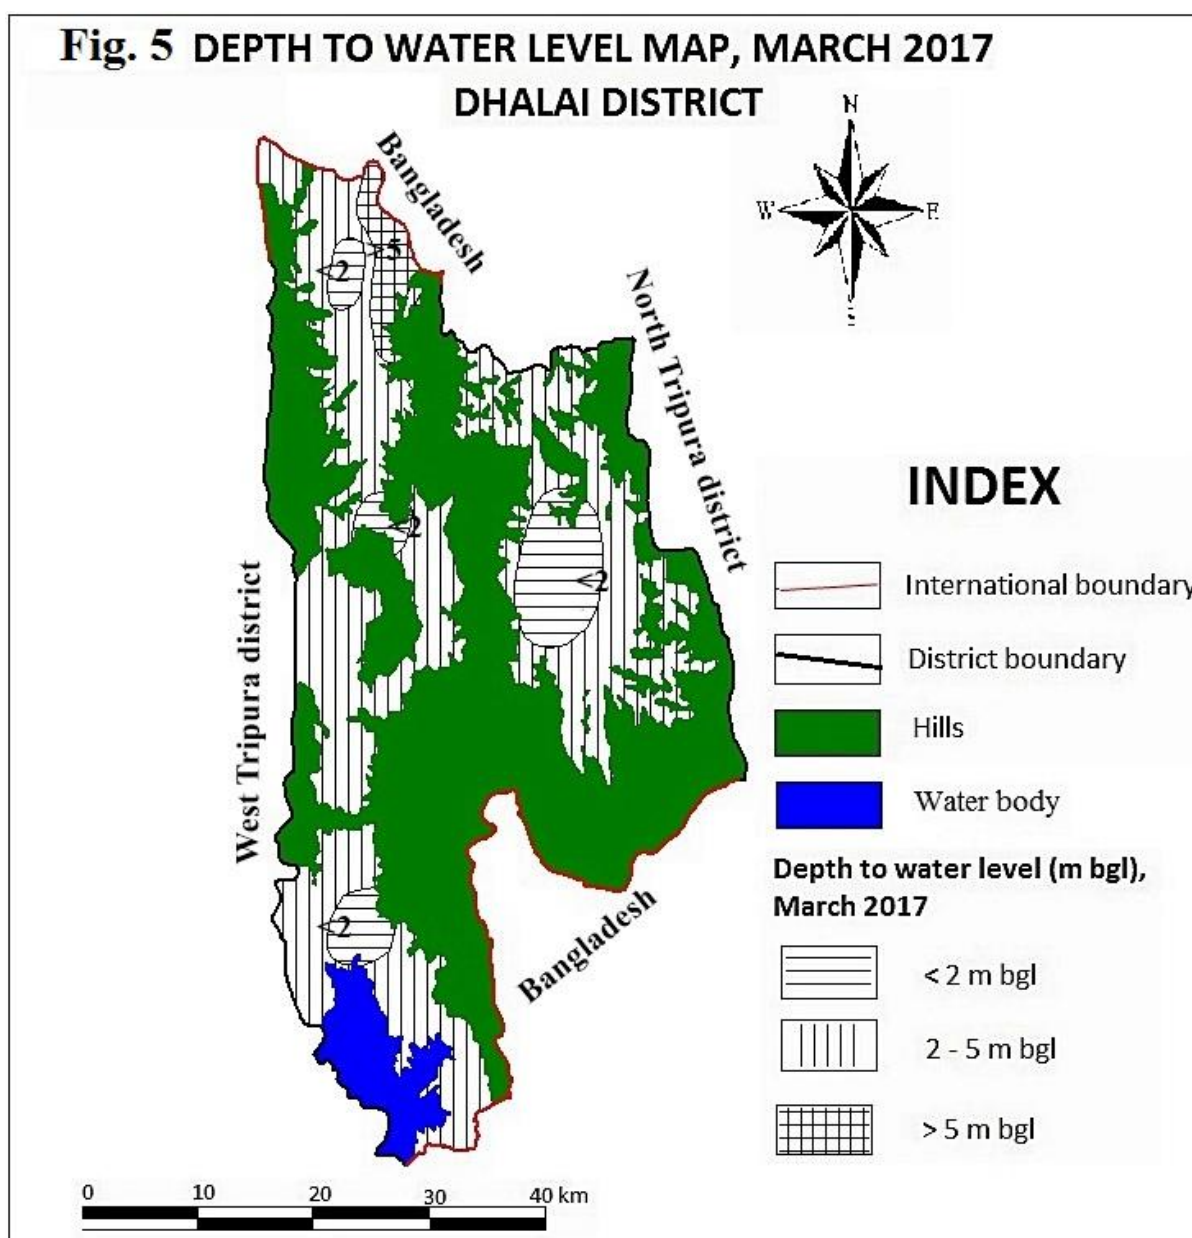 Fig. 5 DEPTH TO WATER LEVEL MAP, MARCH 2017
DHALAI DISTRICT
N
W
E
S
Bangladesh
>5
<2
North Tripura district
<2
<2
West Tripura district
<2
Bangladesh
INDEX
International boundary
District boundary
Hills
Water body
Depth to water level (m bgl),
March 2017
< 2 m bgl
2 - 5 m bgl
> 5 m bgl
0 10 20 30 40 km